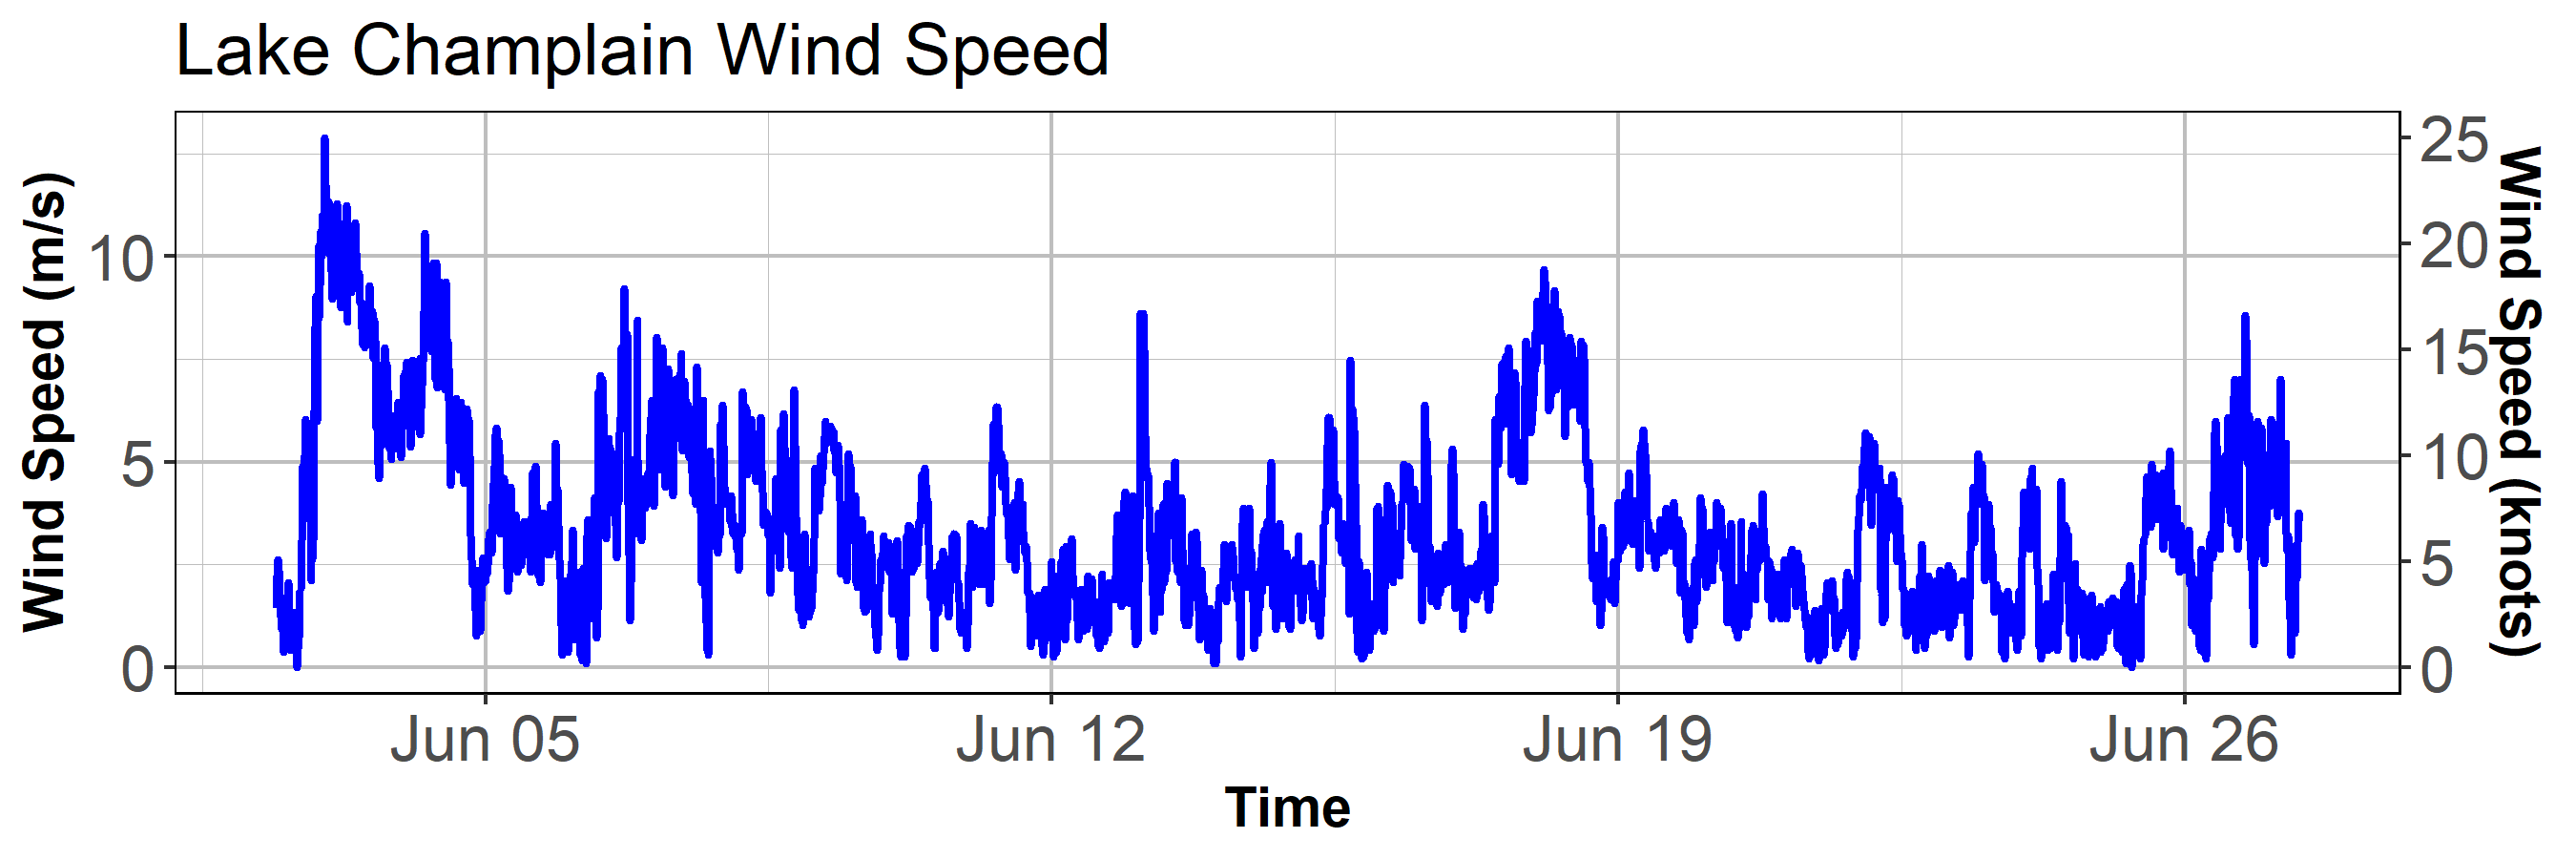 Lake Champlain Wind Speed
Wind Speed (m/s)
10
5
0
25
20
15
10
5
0
Wind Speed (knots)
Jun 05 Jun 12 Jun 19 Jun 26
Time